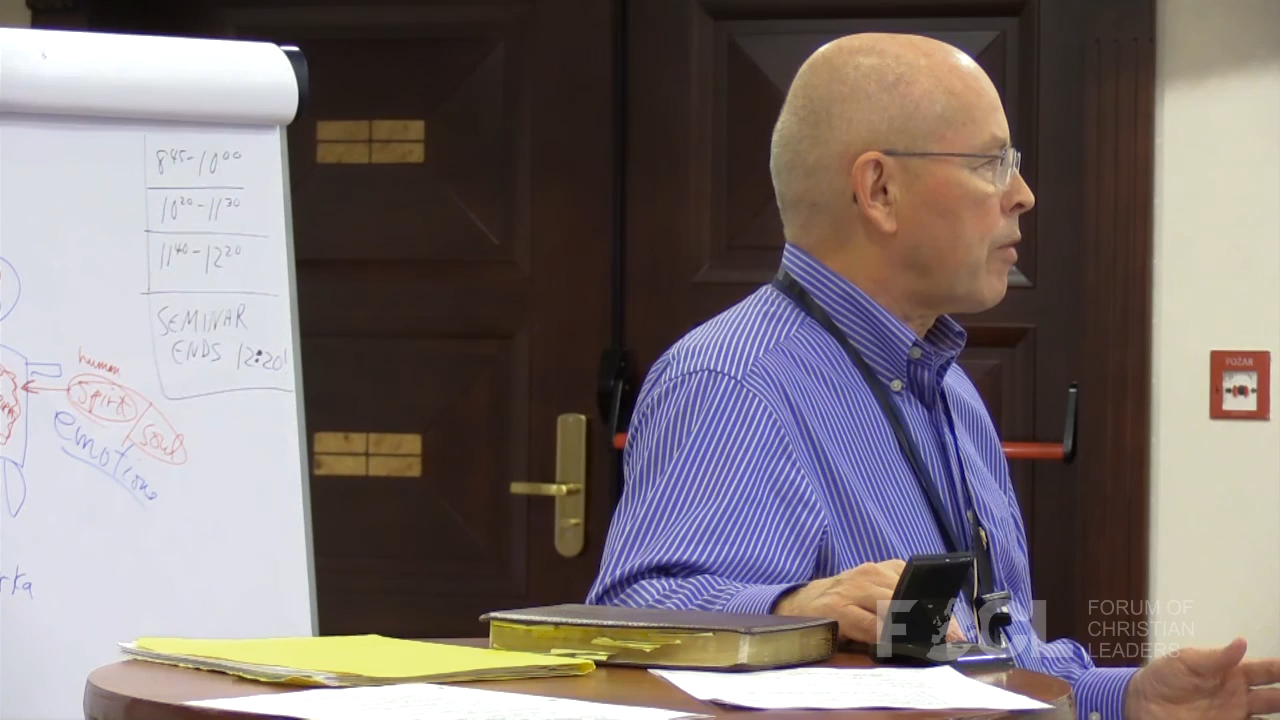 8⁴⁵-10⁰⁰
10²⁰-11³⁰
11⁴⁰-12²⁰
SEMINAR
ENDS 12:20!
human
spirit
soul
emotions
POŽAR
FOCL
FORUM OF
CHRISTIAN
LEADERS